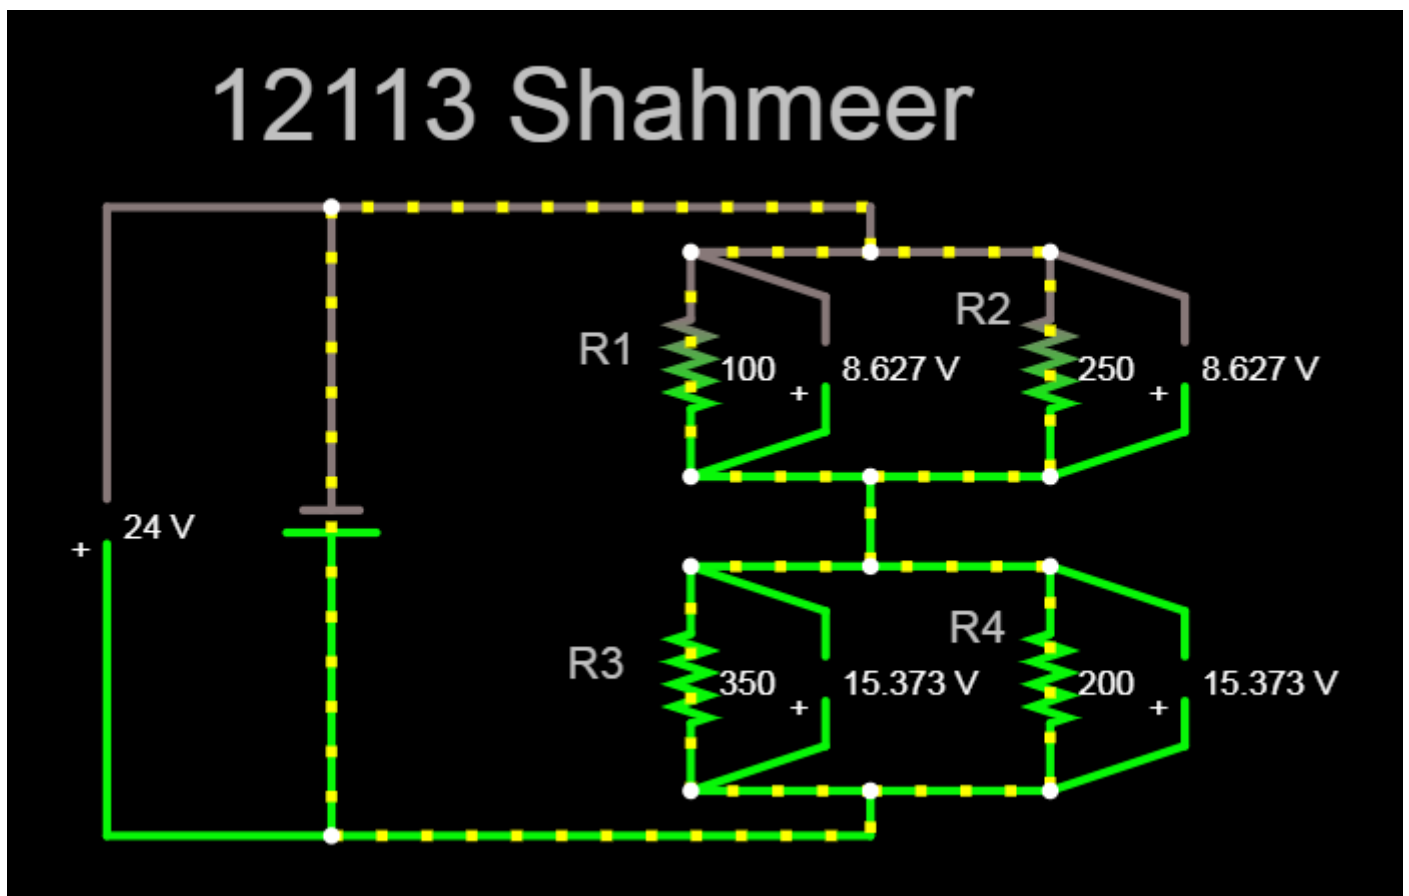 12113 Shahmeer
R1
100
8.627 V
R2
250
8.627 V
+
+
24 V
+
R3
350
15.373 V
R4
200
15.373 V
+
+